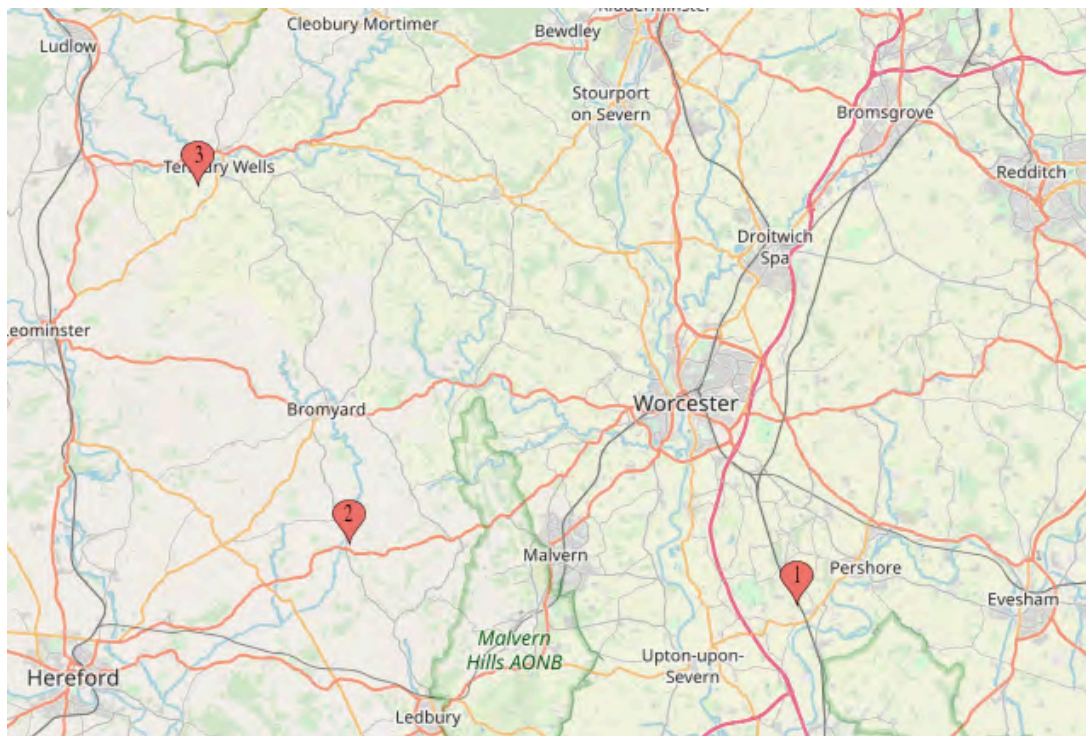 Cleobury Mortimer
Ludlow
Bewdley
Stourport
on Severn
Bromsgrove
Redditch
3
Wells
Droitwich
Spa
Leominster
Worcester
Bromyard
2
Malvern
1
Pershore
Evesham
Malvern
Hills AONB
Upton-upon-
Severn
Hereford
Ledbury